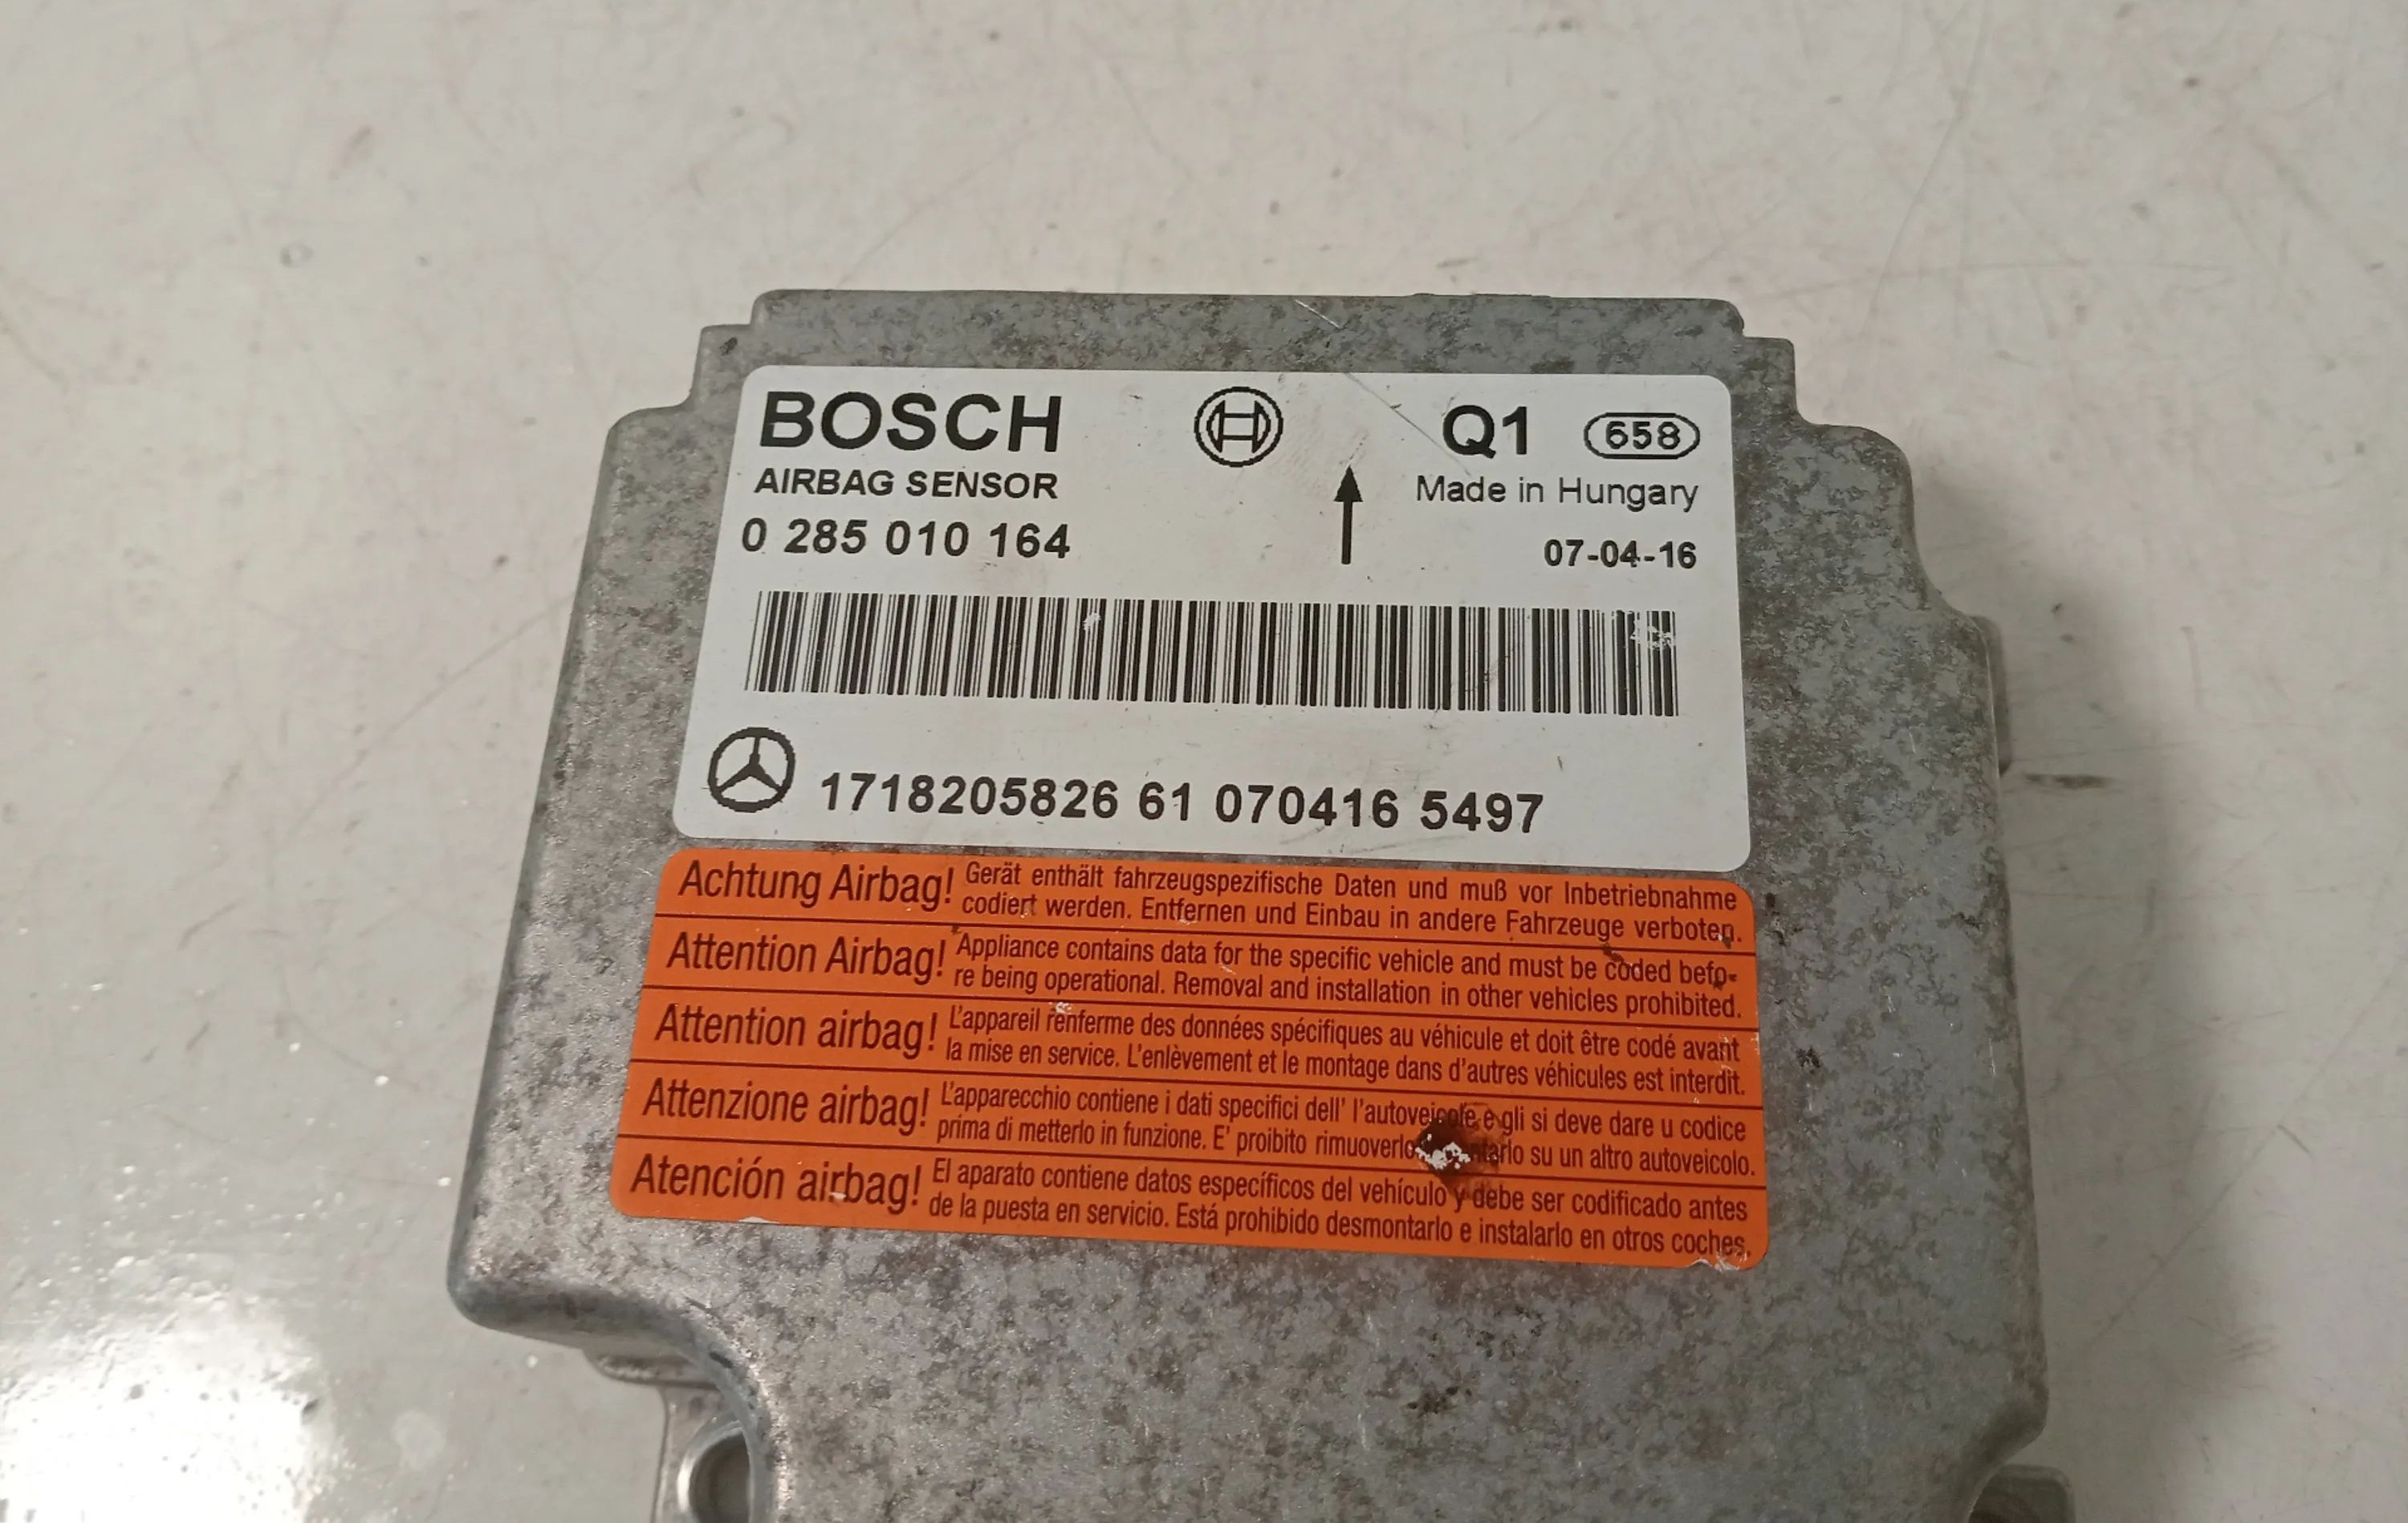 BOSCH Q1 658
AIRBAG SENSOR Made in Hungary
0 285 010 164 07-04-16
1718205826 61 070416 5497
Achtung Airbag! Gerät enthält fahrzeugspezifische Daten und muß vor Inbetriebnahme
codiert werden. Entfernen und Einbau in andere Fahrzeuge verboten.
Attention Airbag! Appliance contains data for the specific vehicle and must be coded befo-
re being operational. Removal and installation in other vehicles prohibited.
Attention airbag! L'appareil renferme des données spécifiques au véhicule et doit être codé avant
la mise en service. L'enlèvement et le montage dans d'autres véhicules est interdit.
Attenzione airbag! L'apparecchio contiene i dati specifici dell' l'autoveicole e gli si deve dare u codice
prima di metterlo in funzione. E' proibito rimuoverlo su un altro autoveicolo.
Atención airbag! El aparato contiene datos específicos del vehículo y debe ser codificado antes
de la puesta en servicio. Está prohibido desmontarlo e instalarlo en otros coches.